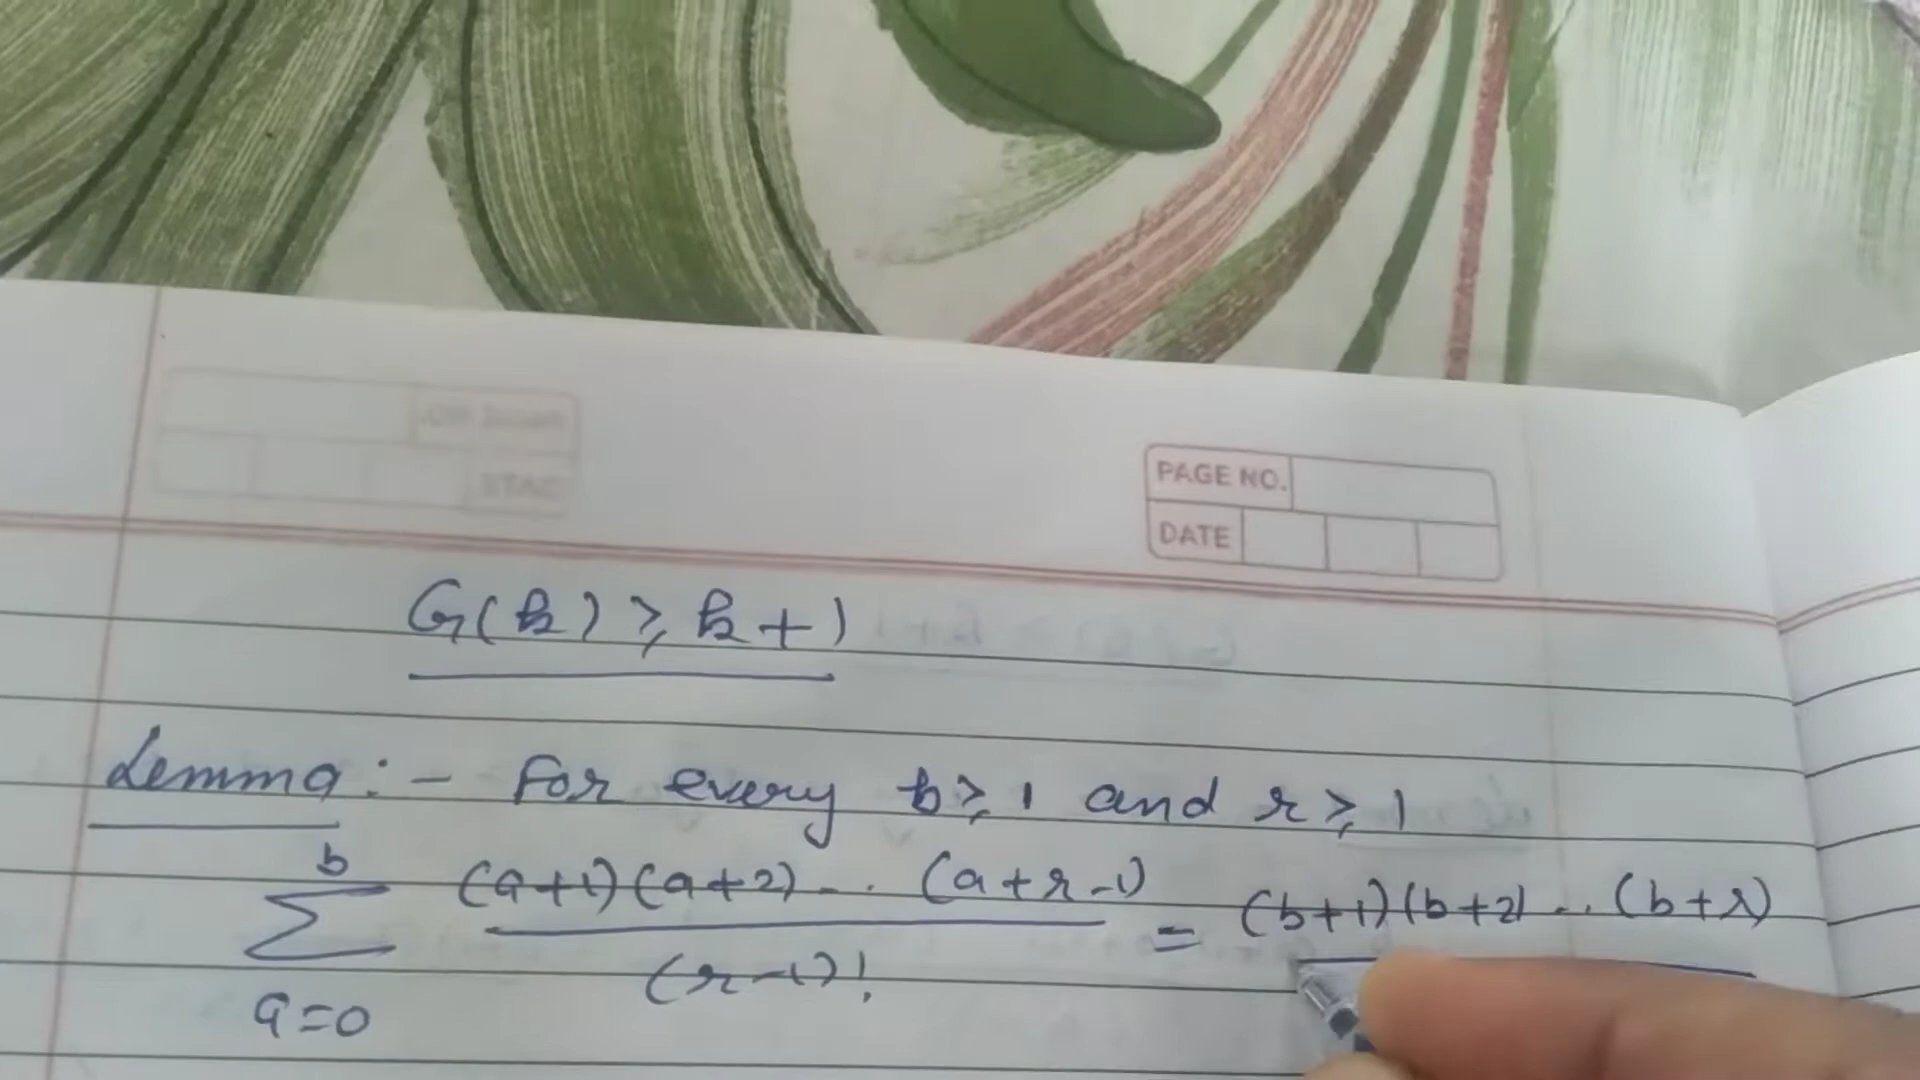 PAGE NO.
DATE
G(k) ≥ k+1
Lemma :- For every b ≥ 1 and r ≥ 1
b
∑ (a+1)(a+2)-..(a+r-1) = (b+1)(b+2)...(b+r)
(r-1)!
a=0